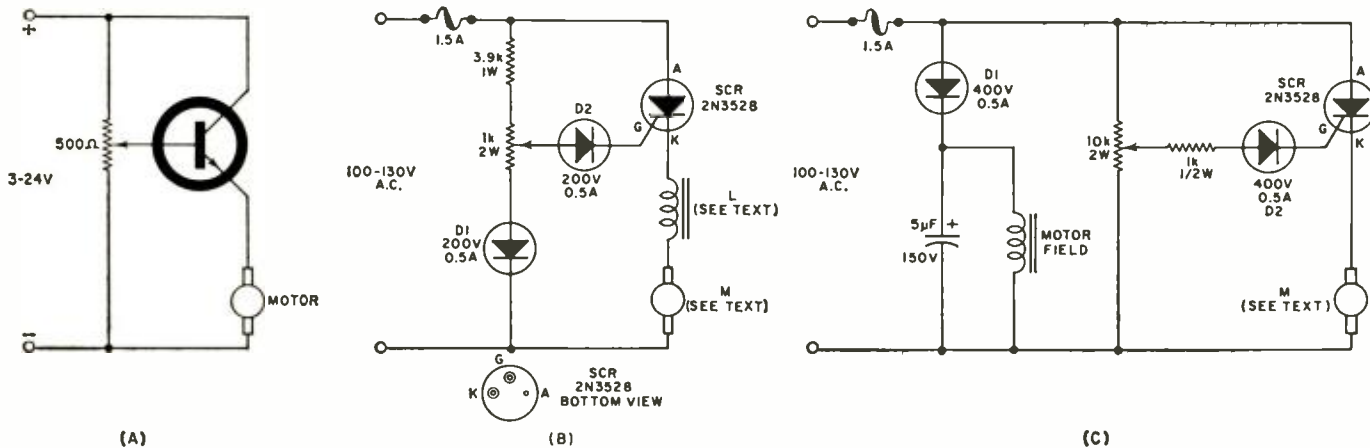 +
500Ω
3-24V
MOTOR
−
(A)
1.5A
3.9k
1W
A
SCR
2N3528
D2
G
K
1k
2W
200V
0.5A
100-130V
A.C.
L
(SEE TEXT)
D1
200V
0.5A
M
(SEE TEXT)
G
K
A
SCR
2N3528
BOTTOM VIEW
(B)
1.5A
D1
400V
0.5A
A
SCR
2N3528
G
K
10k
2W
1k
1/2W
400V
0.5A
D2
100-130V
A.C.
5µF +
150V
MOTOR
FIELD
M
(SEE TEXT)
(C)